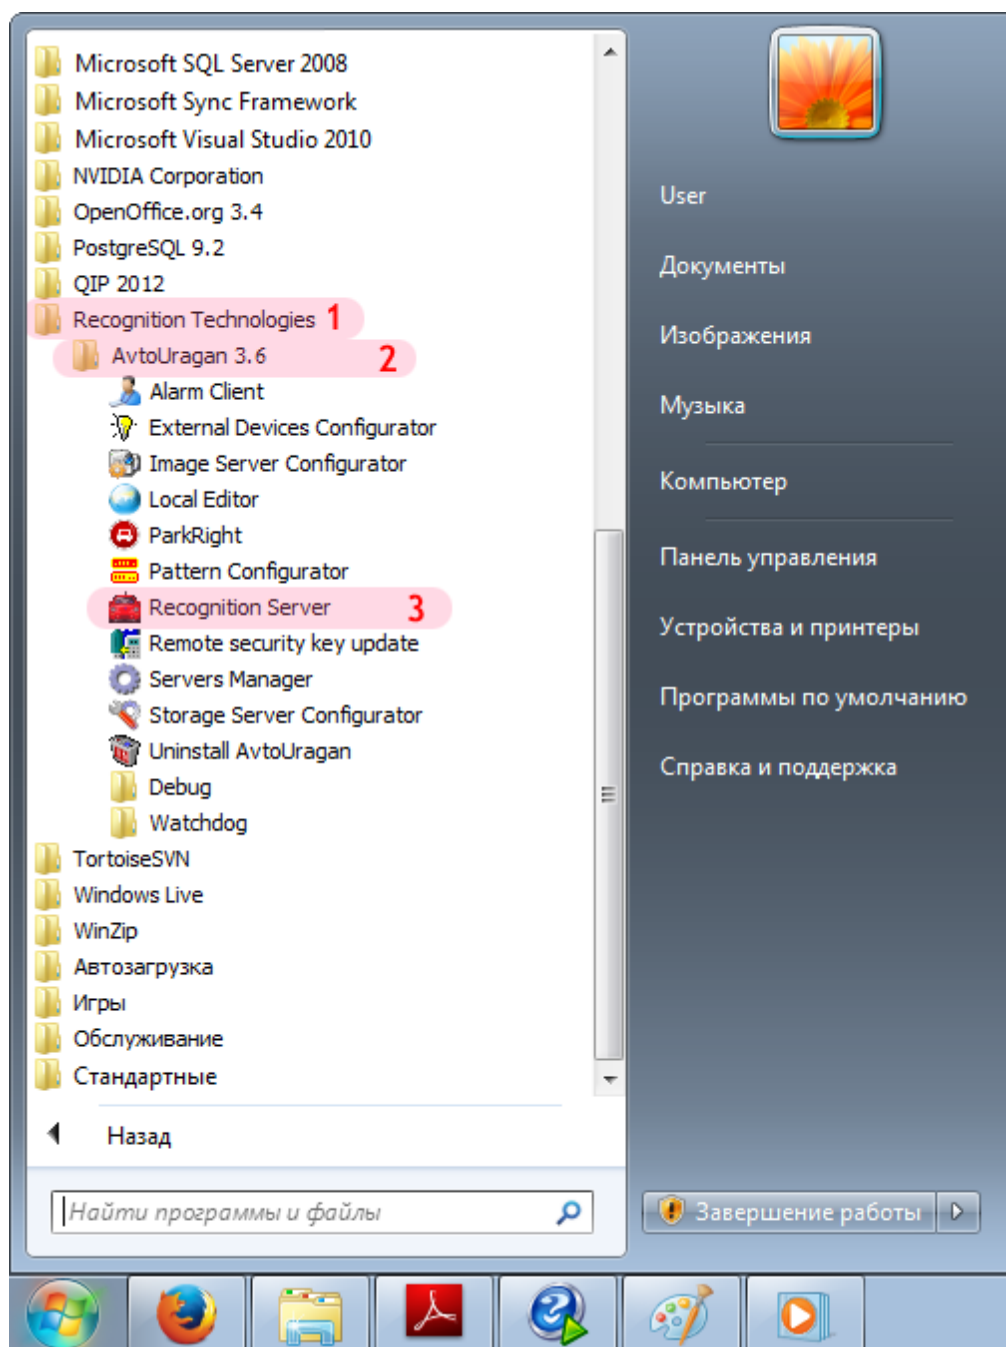 Microsoft SQL Server 2008
Microsoft Sync Framework
Microsoft Visual Studio 2010
NVIDIA Corporation
OpenOffice.org 3.4
PostgreSQL 9.2
QIP 2012
Recognition Technologies 1
AvtoUragan 3.6 2
Alarm Client
External Devices Configurator
Image Server Configurator
Local Editor
ParkRight
Pattern Configurator
Recognition Server 3
Remote security key update
Servers Manager
Storage Server Configurator
Uninstall AvtoUragan
Debug
Watchdog
TortoiseSVN
Windows Live
WinZip
Автозагрузка
Игры
Обслуживание
Стандартные
Назад
Найти программы и файлы
User
Документы
Изображения
Музыка
Компьютер
Панель управления
Устройства и принтеры
Программы по умолчанию
Справка и поддержка
Завершение работы